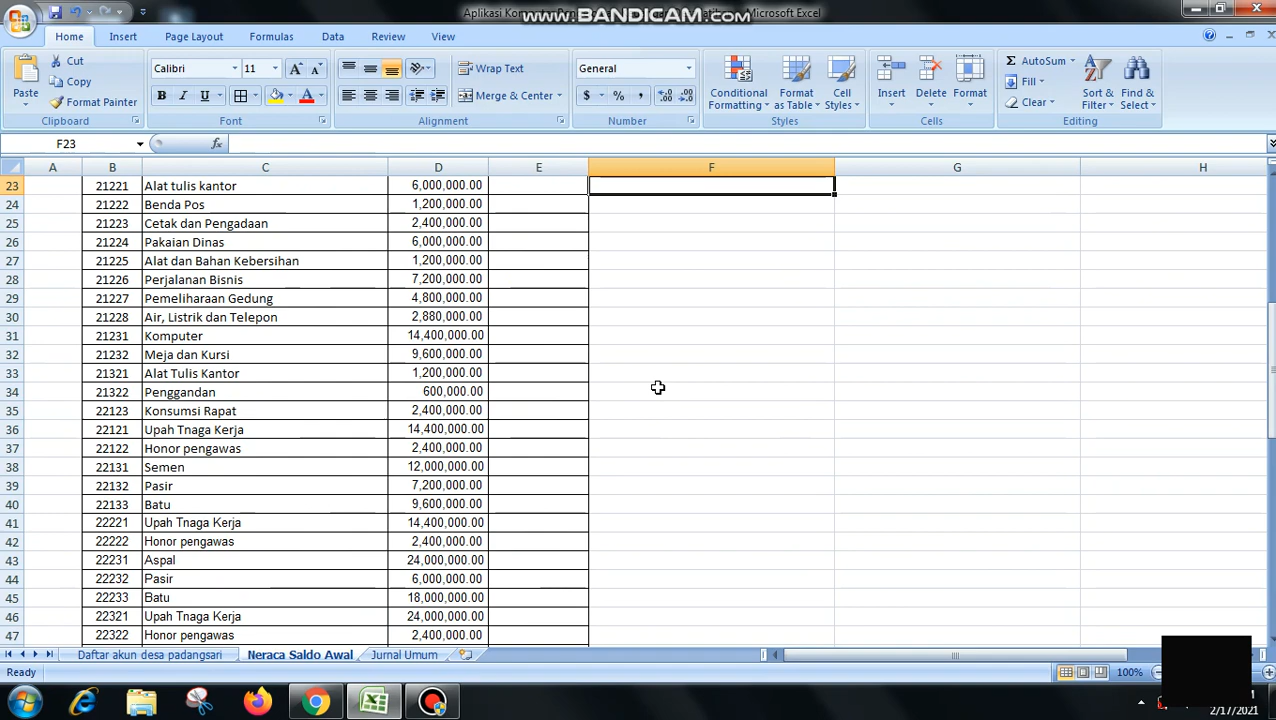 Aplikasi Microsoft Excel
www.BANDICAM.com
Home Insert Page Layout Formulas Data Review View
Paste
Cut
Copy
Format Painter
Clipboard
Calibri 11
Font
Wrap Text
Merge & Center
Alignment
General
Number
Conditional Formatting
Format as Table
Cell Styles
Styles
Insert Delete Format
Cells
AutoSum
Fill
Clear
Sort & Filter
Find & Select
Editing
F23 fx
A B C D E F G H
23 21221 Alat tulis kantor 6,000,000.00
24 21222 Benda Pos 1,200,000.00
25 21223 Cetak dan Pengadaan 2,400,000.00
26 21224 Pakaian Dinas 6,000,000.00
27 21225 Alat dan Bahan Kebersihan 1,200,000.00
28 21226 Perjalanan Bisnis 7,200,000.00
29 21227 Pemeliharaan Gedung 4,800,000.00
30 21228 Air, Listrik dan Telepon 2,880,000.00
31 21231 Komputer 14,400,000.00
32 21232 Meja dan Kursi 9,600,000.00
33 21321 Alat Tulis Kantor 1,200,000.00
34 21322 Penggandan 600,000.00
35 22123 Konsumsi Rapat 2,400,000.00
36 22121 Upah Tnaga Kerja 14,400,000.00
37 22122 Honor pengawas 2,400,000.00
38 22131 Semen 12,000,000.00
39 22132 Pasir 7,200,000.00
40 22133 Batu 9,600,000.00
41 22221 Upah Tnaga Kerja 14,400,000.00
42 22222 Honor pengawas 2,400,000.00
43 22231 Aspal 24,000,000.00
44 22232 Pasir 6,000,000.00
45 22233 Batu 18,000,000.00
46 22321 Upah Tnaga Kerja 24,000,000.00
47 22322 Honor pengawas 2,400,000.00
Daftar akun desa padangsari Neraca Saldo Awal Jurnal Umum
Ready 100%
2/17/2021